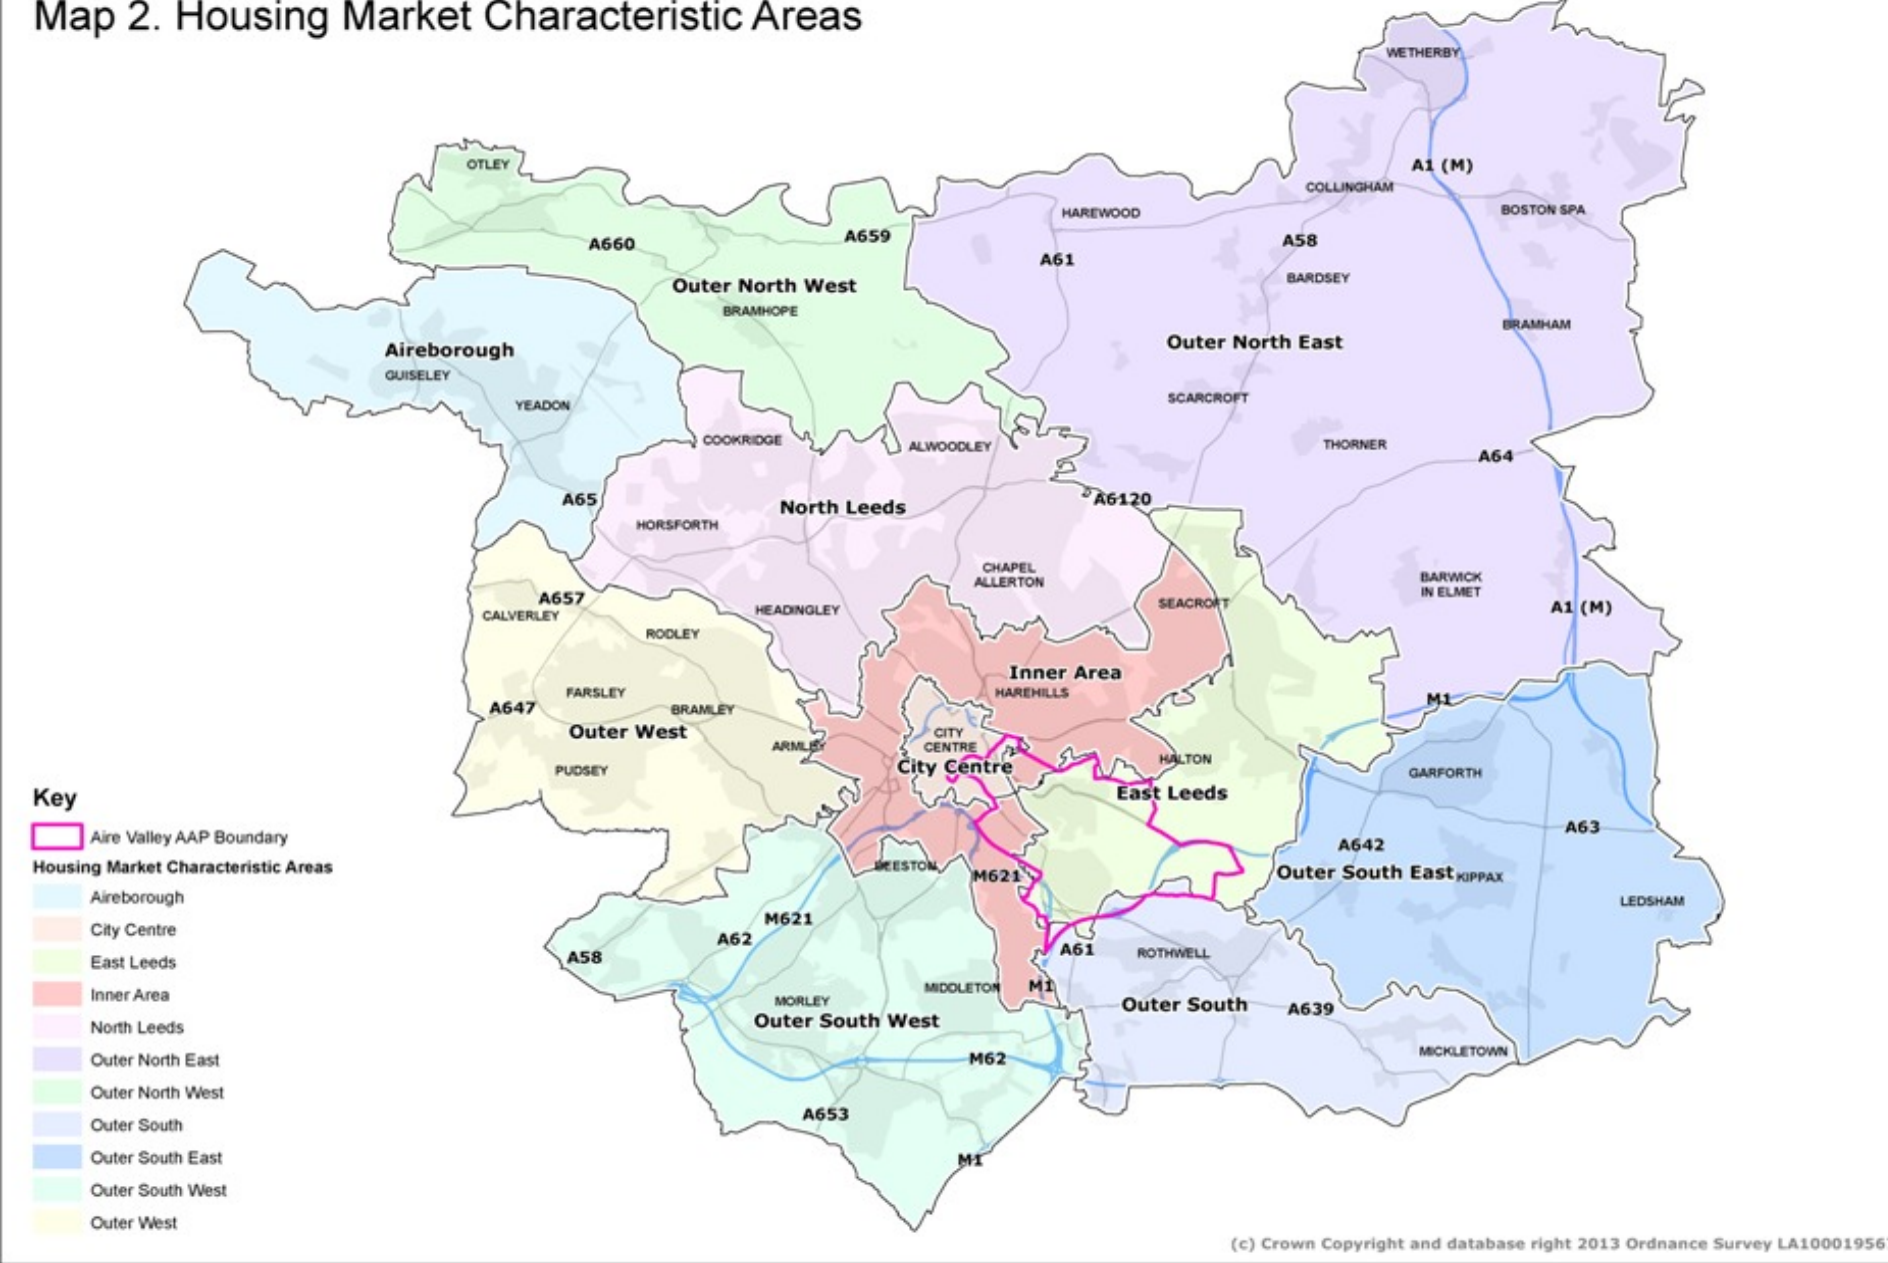 Map 2. Housing Market Characteristic Areas
WETHERBY
OTLEY
A1 (M)
COLLINGHAM
BOSTON SPA
HAREWOOD
A660
A659
A58
A61
BARDSEY
Outer North West
BRAMHOPE
BRAMHAM
Outer North East
Aireborough
GUISELEY
YEADON
SCARCROFT
COOKRIDGE
ALWOODLEY
THORNER
A64
A65
A6120
North Leeds
HORSFORTH
CHAPEL
ALLERTON
BARWICK
IN ELMET
A657
CALVERLEY
HEADINGLEY
SEACROFT
A1 (M)
RODLEY
Inner Area
HAREHILLS
FARSLEY
M1
A647
BRAMLEY
Outer West
CITY
CENTRE
ARMLEY
City Centre
HALTON
PUDSEY
GARFORTH
East Leeds
A63
A642
BEESTON
M621
Outer South East
KIPPAX
LEDSHAM
M621
A62
A61
A58
ROTHWELL
MIDDLETON
M1
MORLEY
Outer South
A639
Outer South West
MICKLETOWN
M62
A653
M1
Key
Aire Valley AAP Boundary
Housing Market Characteristic Areas
Aireborough
City Centre
East Leeds
Inner Area
North Leeds
Outer North East
Outer North West
Outer South
Outer South East
Outer South West
Outer West
(c) Crown Copyright and database right 2013 Ordnance Survey LA10001956